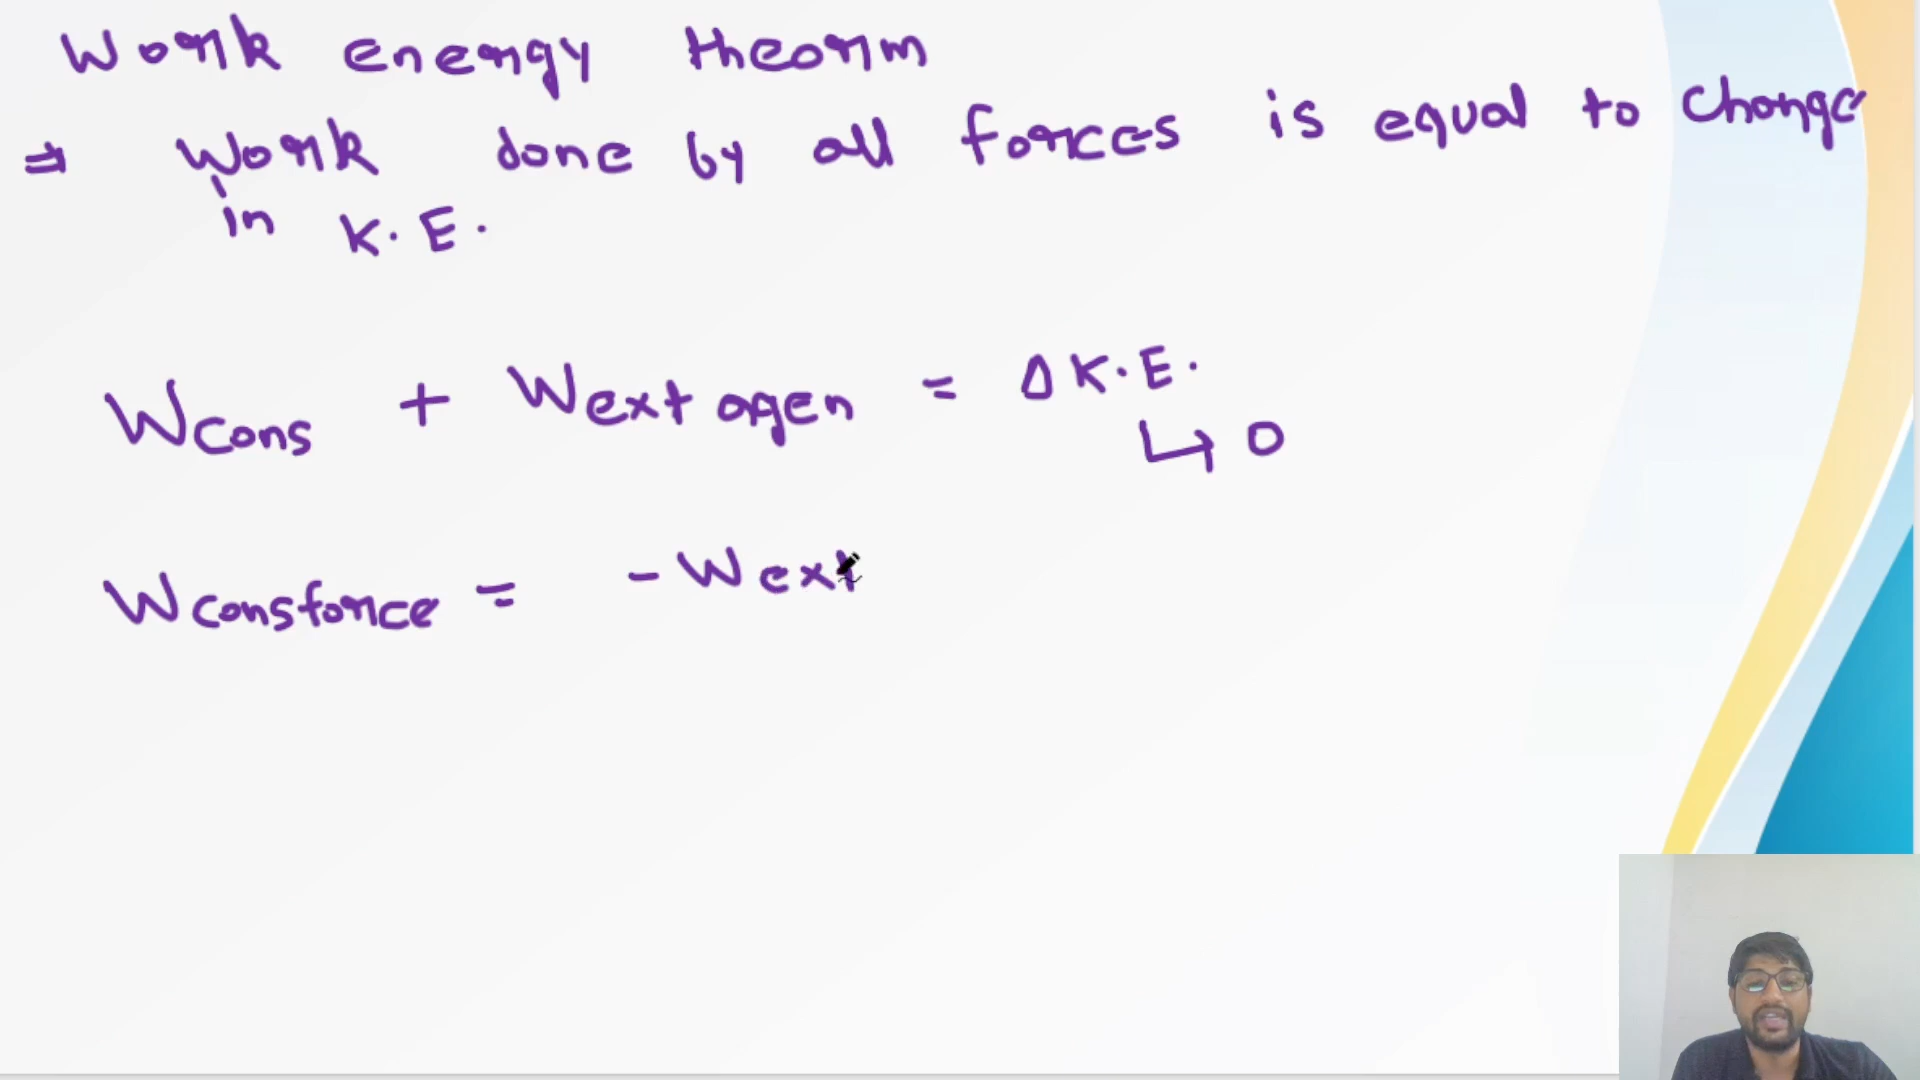 Work energy theorm
⇒ Work done by all forces is equal to change
in K.E.
Wcons + Wext agen = Δ K.E.
↳ 0
Wconsforce = - Wext